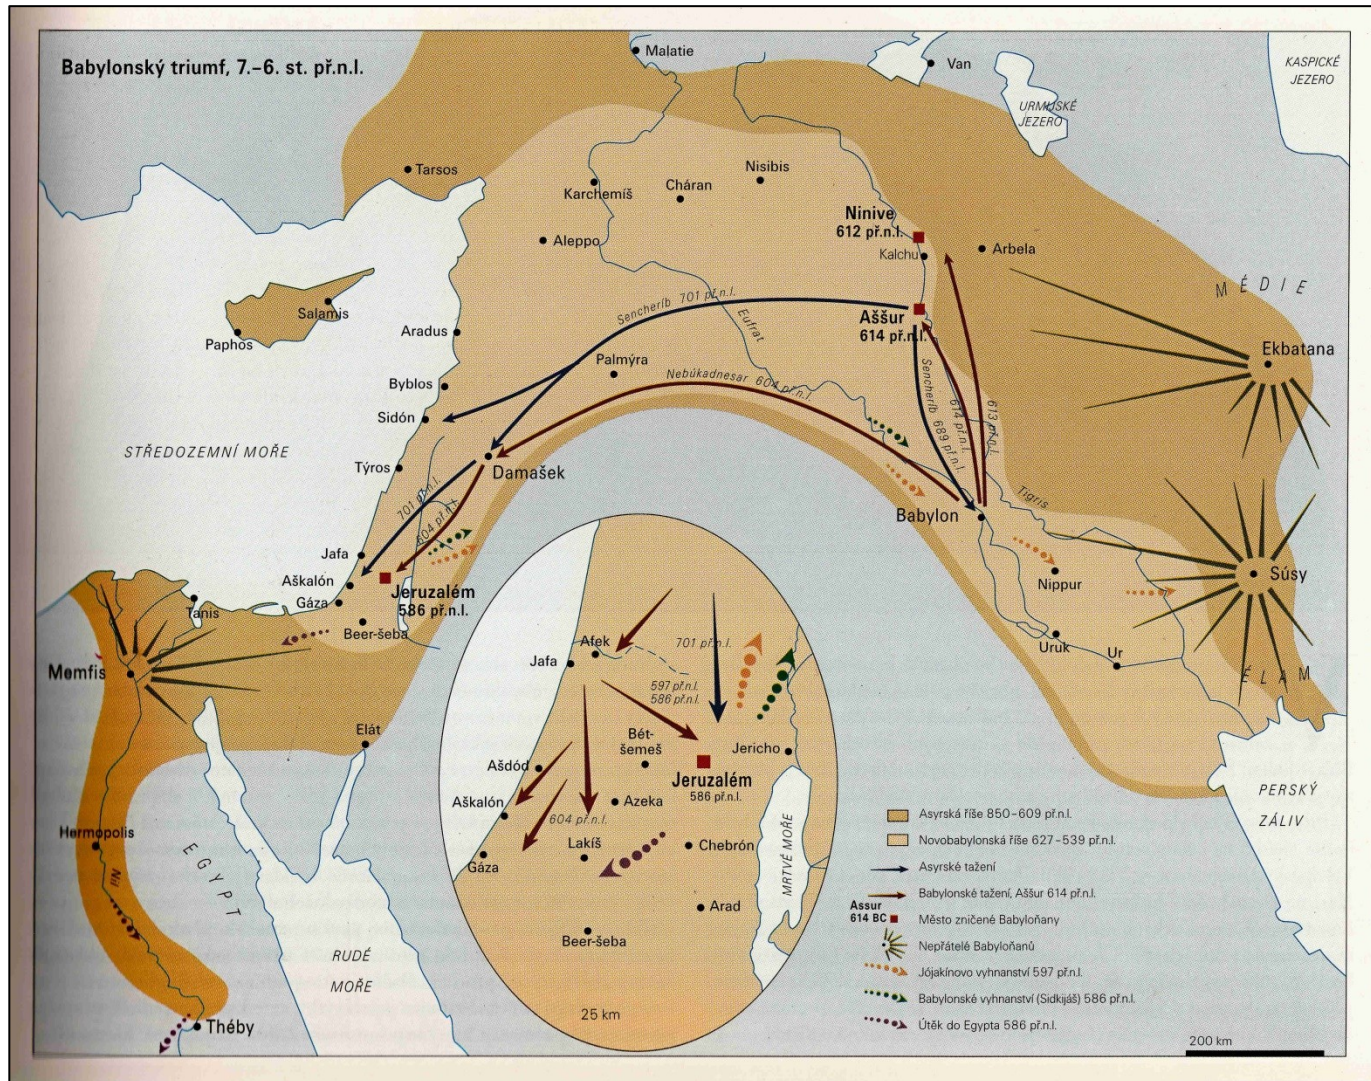 Babylonský triumf, 7.–6. st. př.n.l.
Malatie
Van
KASPICKÉ
JEZERO
URMIJSKÉ
JEZERO
Tarsos
Karchemíš
Cháran
Nisibis
Aleppo
Ninive
612 př.n.l.
Kalchu
Arbela
MÉDIE
Salamis
Paphos
Aradus
Sencheríb 701 př.n.l.
Eufrat
Aššur
614 př.n.l.
Ekbatana
Palmýra
Nebúkadnesar 604 př.n.l.
Byblos
Sidón
Sencheríb 689 př.n.l.
614 př.n.l.
613 př.n.l.
STŘEDOZEMNÍ MOŘE
Týros
Damašek
701 př.n.l.
604 př.n.l.
Babylon
Tigris
Jafa
Aškalón
Gáza
Jeruzalém
586 př.n.l.
Beer-šeba
Nippur
Súsy
Tanis
Uruk
Ur
ÉLAM
Memfis
Elát
Afek
Jafa
701 př.n.l.
597 př.n.l.
586 př.n.l.
Bét-
šemeš
Jericho
Ašdód
Jeruzalém
586 př.n.l.
Aškalón
Azeka
604 př.n.l.
Lakíš
Gáza
Chebrón
MRTVÉ MOŘE
Arad
Beer-šeba
25 km
PERSKÝ
ZÁLIV
Hermopolis
EGYPT
RUDÉ
MOŘE
Théby
Asyrská říše 850–609 př.n.l.
Novobabylonská říše 627–539 př.n.l.
Asyrské tažení
Babylonské tažení, Aššur 614 př.n.l.
Assur
614 BC
Město zničené Babyloňany
Nepřátelé Babyloňanů
Jójakínovo vyhnanství 597 př.n.l.
Babylonské vyhnanství (Sidkijáš) 586 př.n.l.
Útěk do Egypta 586 př.n.l.
200 km